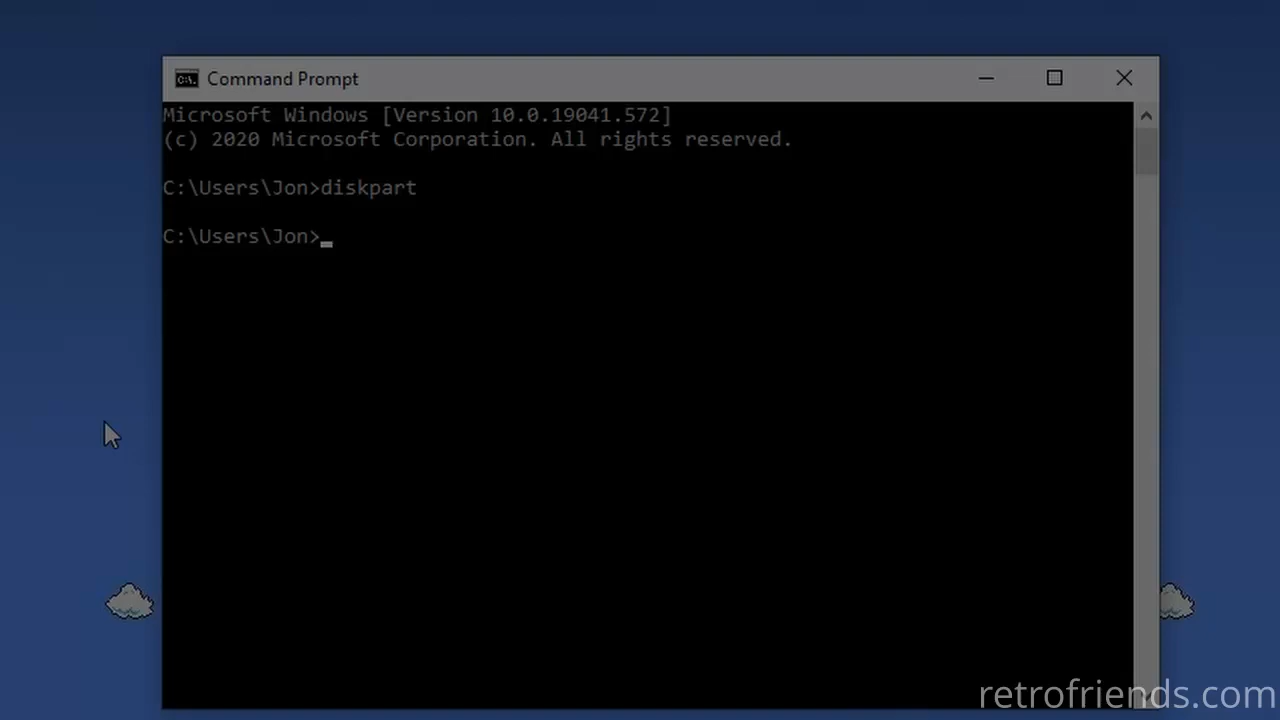 Command Prompt
Microsoft Windows [Version 10.0.19041.572]
(c) 2020 Microsoft Corporation. All rights reserved.
C:\Users\Jon>diskpart
C:\Users\Jon>_
retrofriends.com